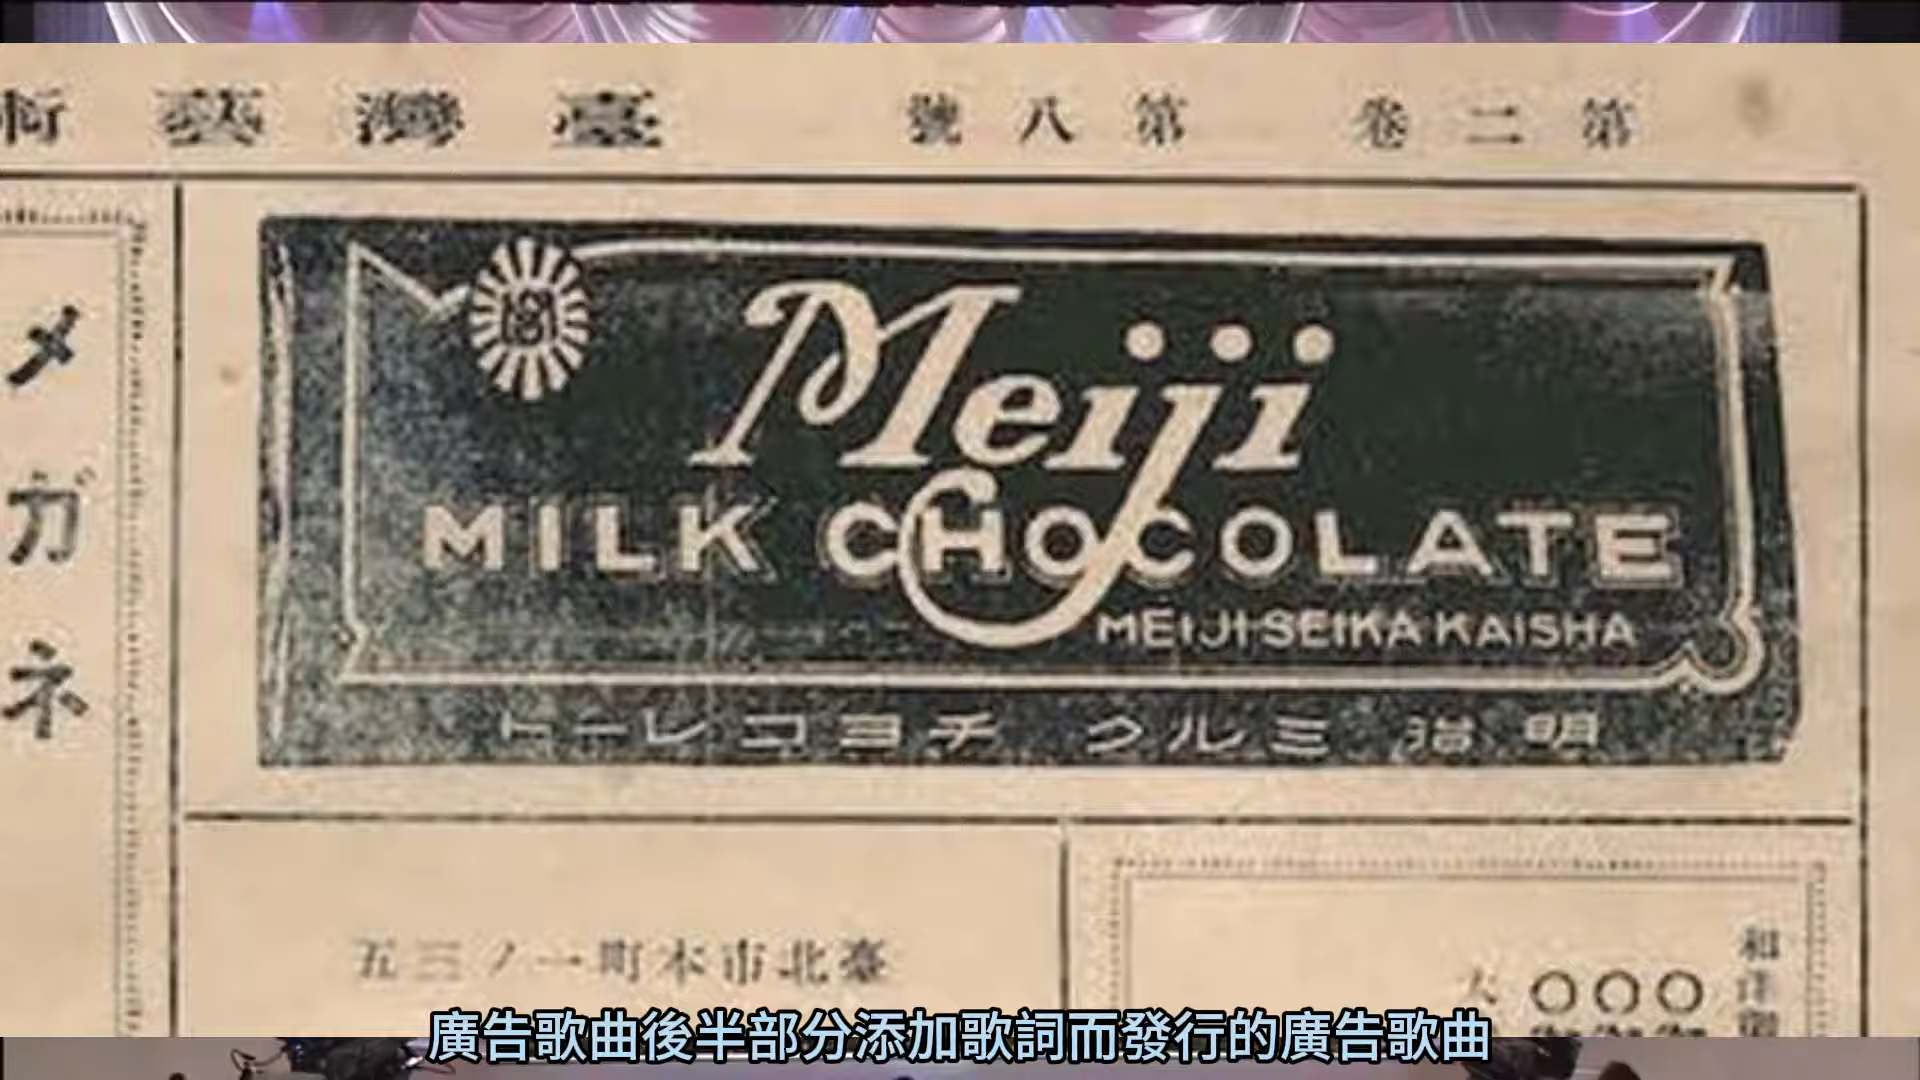 第二卷 第八號 臺灣藝術
メガネ
Meiji
MILK CHOCOLATE
MEIJI SEIKA KAISHA
明治 ミルク チョコレート
臺北市本町一ノ三五
和洋
○○○
廣告歌曲後半部分添加歌詞而發行的廣告歌曲